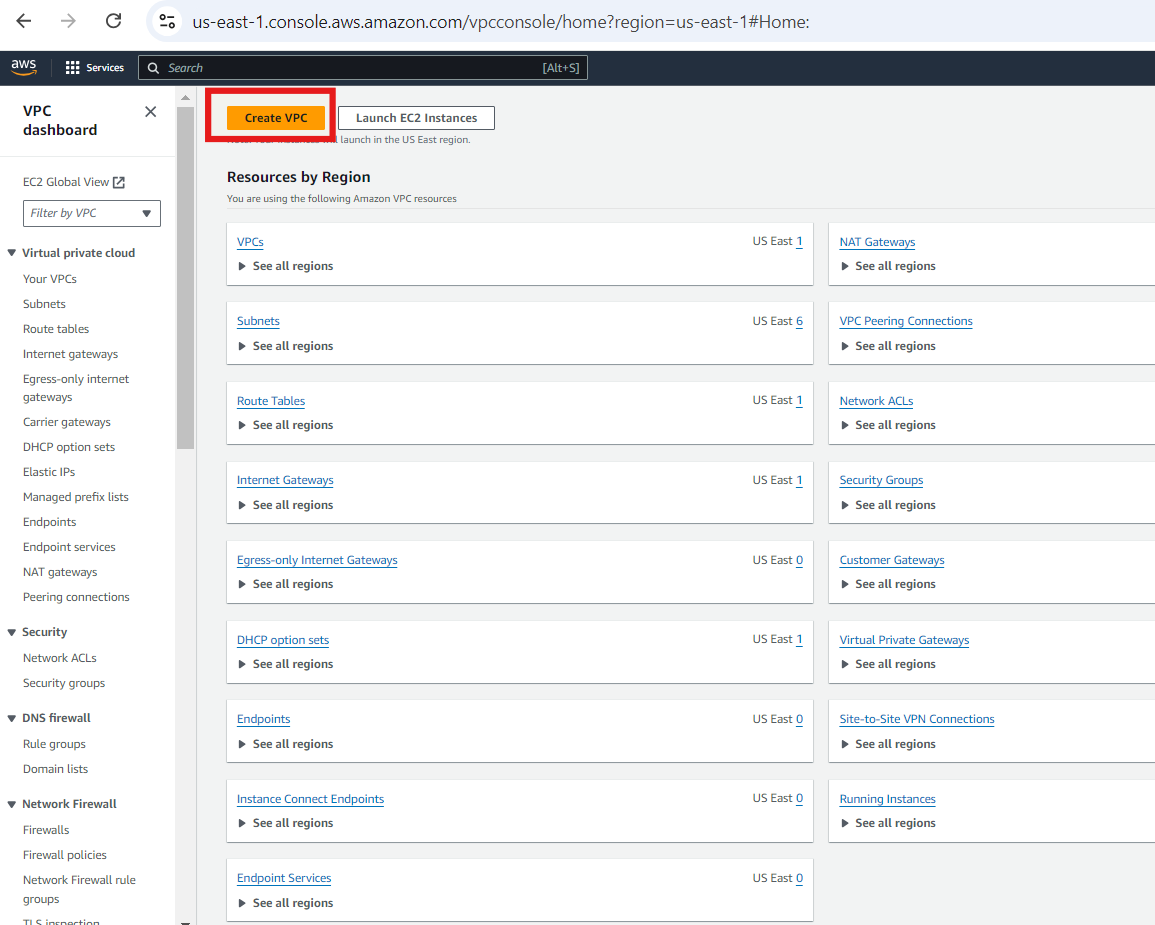 us-east-1.console.aws.amazon.com/vpcconsole/home?region=us-east-1#Home:
aws
Services
Search
[Alt+S]
VPC
dashboard
EC2 Global View
Filter by VPC
Virtual private cloud
Your VPCs
Subnets
Route tables
Internet gateways
Egress-only internet
gateways
Carrier gateways
DHCP option sets
Elastic IPs
Managed prefix lists
Endpoints
Endpoint services
NAT gateways
Peering connections
Security
Network ACLs
Security groups
DNS firewall
Rule groups
Domain lists
Network Firewall
Firewalls
Firewall policies
Network Firewall rule
groups
TLS inspection
Create VPC
Launch EC2 Instances
launch in the US East region.
Resources by Region
You are using the following Amazon VPC resources
VPCs
US East 1
See all regions
NAT Gateways
See all regions
Subnets
US East 6
See all regions
VPC Peering Connections
See all regions
Route Tables
US East 1
See all regions
Network ACLs
See all regions
Internet Gateways
US East 1
See all regions
Security Groups
See all regions
Egress-only Internet Gateways
US East 0
See all regions
Customer Gateways
See all regions
DHCP option sets
US East 1
See all regions
Virtual Private Gateways
See all regions
Endpoints
US East 0
See all regions
Site-to-Site VPN Connections
See all regions
Instance Connect Endpoints
US East 0
See all regions
Running Instances
See all regions
Endpoint Services
US East 0
See all regions